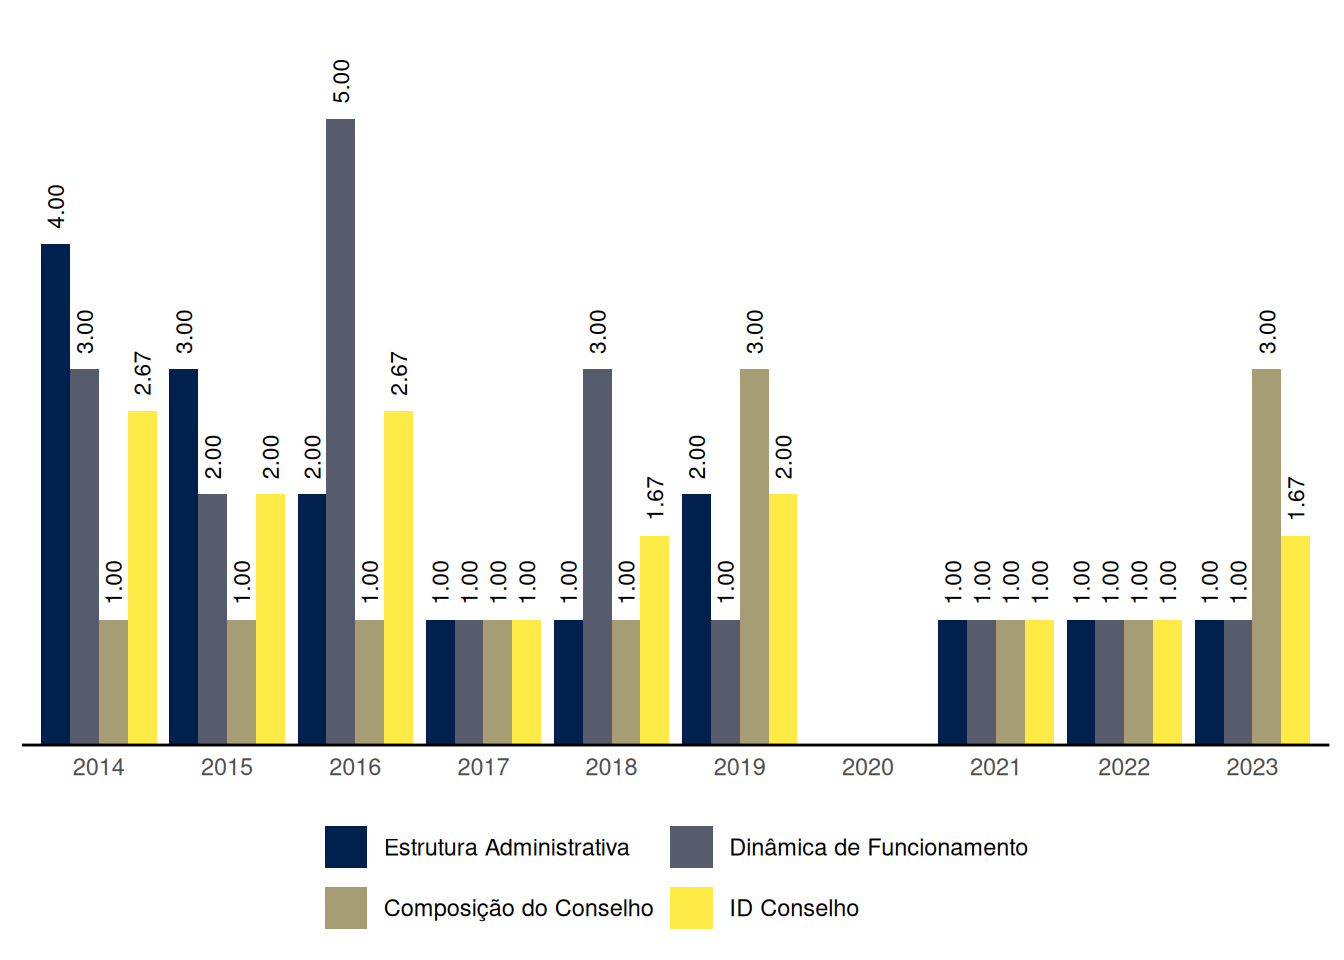 5.00
4.00
3.00 3.00 3.00 3.00 3.00
2.67 2.67
2.00 2.00 2.00 2.00 2.00
1.67 1.67
1.00 1.00 1.00 1.00 1.00 1.00 1.00 1.00 1.00 1.00 1.00 1.00 1.00 1.00 1.00 1.00 1.00 1.00 1.00 1.00
2014 2015 2016 2017 2018 2019 2020 2021 2022 2023
Estrutura Administrativa Dinâmica de Funcionamento
Composição do Conselho ID Conselho